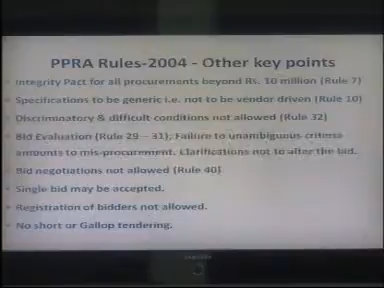 PPRA Rules-2004 - Other key points
Integrity Pact for all procurements beyond Rs. 10 million (Rule 7)
Specifications to be generic i.e. not to be vendor driven (Rule 10)
Discriminatory & difficult conditions not allowed (Rule 32)
Bid Evaluation (Rule 29 – 31); Failure to unambiguous criteria
amounts to mis-procurement. Clarifications not to alter the bid.
Bid negotiations not allowed (Rule 40)
Single bid may be accepted.
Registration of bidders not allowed.
No short or Gallop tendering.